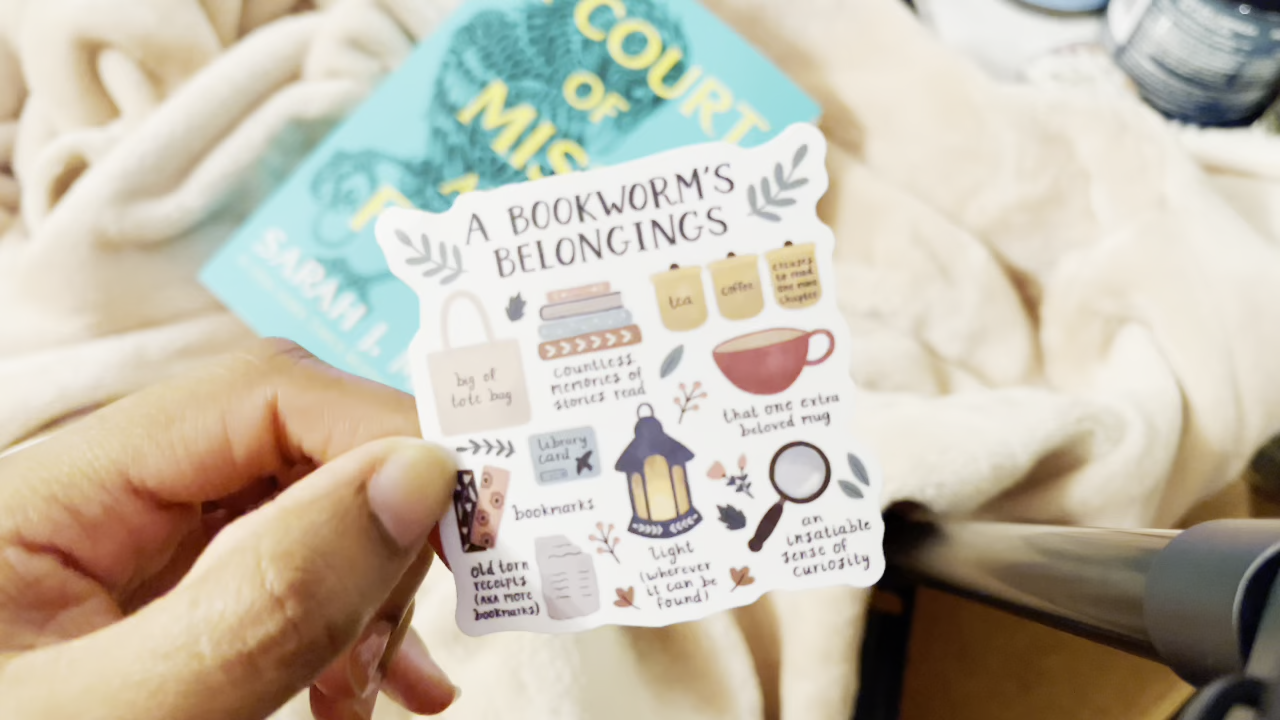 COURT
OF
MIS
SARAH J.
A BOOKWORM'S
BELONGINGS
tea
coffee
excuses
to read
one more
chapter
big ol
tote bag
countless
memories of
stories read
that one extra
beloved mug
library
card
bookmarks
light
(wherever
it can be
found)
an
insatiable
sense of
curiosity
old torn
receipts
(AKA more
bookmarks)